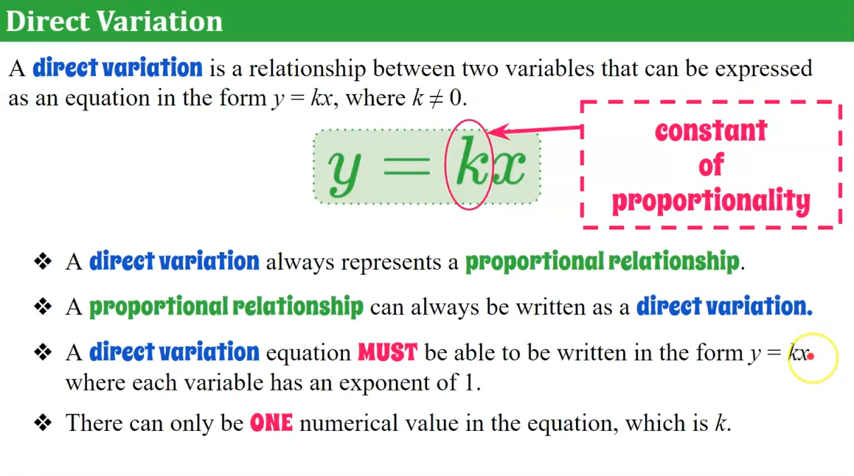 Direct Variation
A direct variation is a relationship between two variables that can be expressed
as an equation in the form y = kx, where k ≠ 0.
y = kx
constant
of
proportionality
❖ A direct variation always represents a proportional relationship.
❖ A proportional relationship can always be written as a direct variation.
❖ A direct variation equation MUST be able to be written in the form y = kx
where each variable has an exponent of 1.
❖ There can only be ONE numerical value in the equation, which is k.